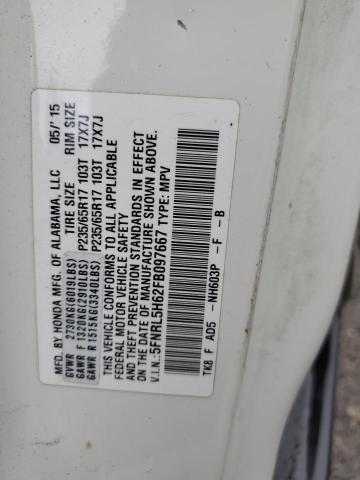 MFD. BY HONDA MFG. OF ALABAMA, LLC 05/'15
TIRE SIZE RIM SIZE
GVWR 2730KG(6019LBS)
GAWR F 1320KG(2910LBS) P235/65R17 103T 17X7J
GAWR R 1515KG(3340LBS) P235/65R17 103T 17X7J
THIS VEHICLE CONFORMS TO ALL APPLICABLE
FEDERAL MOTOR VEHICLE SAFETY
AND THEFT PREVENTION STANDARDS IN EFFECT
ON THE DATE OF MANUFACTURE SHOWN ABOVE.
V.I.N.:5FNRL5H62FB097667 TYPE: MPV
TK8 F AD5 -NH603P -F -B